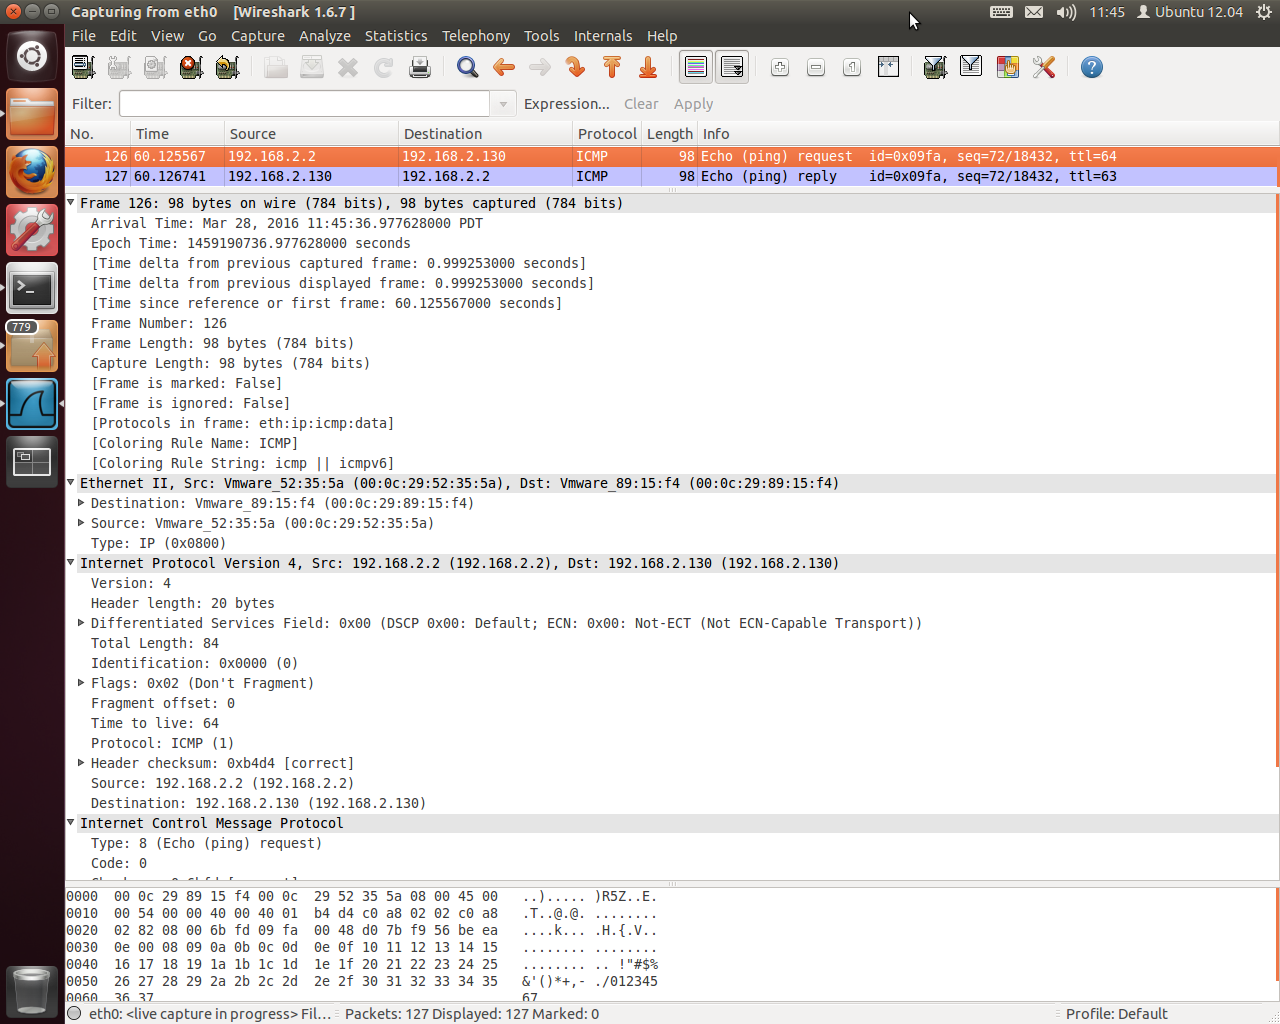 Capturing from eth0 [Wireshark 1.6.7 ] 11:45 Ubuntu 12.04
File Edit View Go Capture Analyze Statistics Telephony Tools Internals Help
Filter: Expression... Clear Apply
No. Time Source Destination Protocol Length Info
126 60.125567 192.168.2.2 192.168.2.130 ICMP 98 Echo (ping) request id=0x09fa, seq=72/18432, ttl=64
127 60.126741 192.168.2.130 192.168.2.2 ICMP 98 Echo (ping) reply id=0x09fa, seq=72/18432, ttl=63
Frame 126: 98 bytes on wire (784 bits), 98 bytes captured (784 bits)
Arrival Time: Mar 28, 2016 11:45:36.977628000 PDT
Epoch Time: 1459190736.977628000 seconds
[Time delta from previous captured frame: 0.999253000 seconds]
[Time delta from previous displayed frame: 0.999253000 seconds]
[Time since reference or first frame: 60.125567000 seconds]
Frame Number: 126
Frame Length: 98 bytes (784 bits)
Capture Length: 98 bytes (784 bits)
[Frame is marked: False]
[Frame is ignored: False]
[Protocols in frame: eth:ip:icmp:data]
[Coloring Rule Name: ICMP]
[Coloring Rule String: icmp || icmpv6]
Ethernet II, Src: Vmware_52:35:5a (00:0c:29:52:35:5a), Dst: Vmware_89:15:f4 (00:0c:29:89:15:f4)
Destination: Vmware_89:15:f4 (00:0c:29:89:15:f4)
Source: Vmware_52:35:5a (00:0c:29:52:35:5a)
Type: IP (0x0800)
Internet Protocol Version 4, Src: 192.168.2.2 (192.168.2.2), Dst: 192.168.2.130 (192.168.2.130)
Version: 4
Header length: 20 bytes
Differentiated Services Field: 0x00 (DSCP 0x00: Default; ECN: 0x00: Not-ECT (Not ECN-Capable Transport))
Total Length: 84
Identification: 0x0000 (0)
Flags: 0x02 (Don't Fragment)
Fragment offset: 0
Time to live: 64
Protocol: ICMP (1)
Header checksum: 0xb4d4 [correct]
Source: 192.168.2.2 (192.168.2.2)
Destination: 192.168.2.130 (192.168.2.130)
Internet Control Message Protocol
Type: 8 (Echo (ping) request)
Code: 0
0000 00 0c 29 89 15 f4 00 0c 29 52 35 5a 08 00 45 00 ..)..... )R5Z..E.
0010 00 54 00 00 40 00 40 01 b4 d4 c0 a8 02 02 c0 a8 .T..@.@. ........
0020 02 82 08 00 6b fd 09 fa 00 48 d0 7b f9 56 be ea ....k... .H.{.V..
0030 0e 00 08 09 0a 0b 0c 0d 0e 0f 10 11 12 13 14 15 ........ ........
0040 16 17 18 19 1a 1b 1c 1d 1e 1f 20 21 22 23 24 25 ........ .. !"#$%
0050 26 27 28 29 2a 2b 2c 2d 2e 2f 30 31 32 33 34 35 &'()*+,- ./012345
0060 36 37 67
eth0: <live capture in progress> Fil... Packets: 127 Displayed: 127 Marked: 0 Profile: Default
779